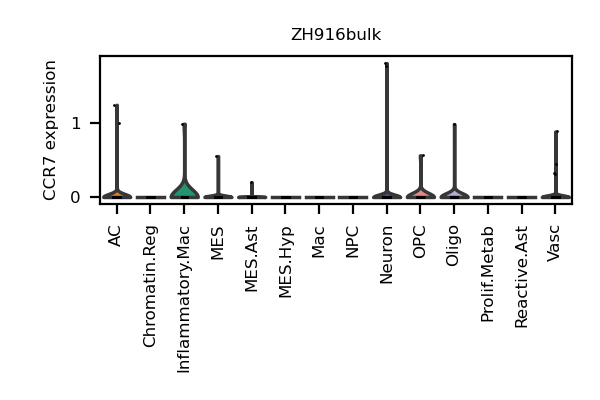 ZH916bulk
CCR7 expression
1
0
AC
Chromatin.Reg
Inflammatory.Mac
MES
MES.Ast
MES.Hyp
Mac
NPC
Neuron
OPC
Oligo
Prolif.Metab
Reactive.Ast
Vasc